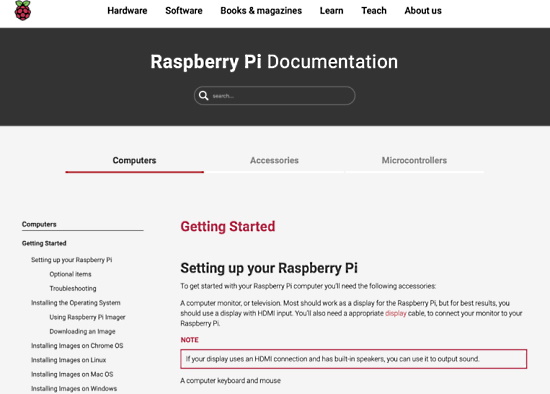 Hardware Software Books & magazines Learn Teach About us
Raspberry Pi Documentation
search...
Computers Accessories Microcontrollers
Computers
Getting Started
Setting up your Raspberry Pi
Optional items
Troubleshooting
Installing the Operating System
Using Raspberry Pi Imager
Downloading an Image
Installing Images on Chrome OS
Installing Images on Linux
Installing Images on Mac OS
Installing Images on Windows
Getting Started
Setting up your Raspberry Pi
To get started with your Raspberry Pi computer you'll need the following accessories:
A computer monitor, or television. Most should work as a display for the Raspberry Pi, but for best results, you
should use a display with HDMI input. You'll also need a appropriate display cable, to connect your monitor to your
Raspberry Pi.
NOTE
If your display uses an HDMI connection and has built-in speakers, you can use it to output sound.
A computer keyboard and mouse